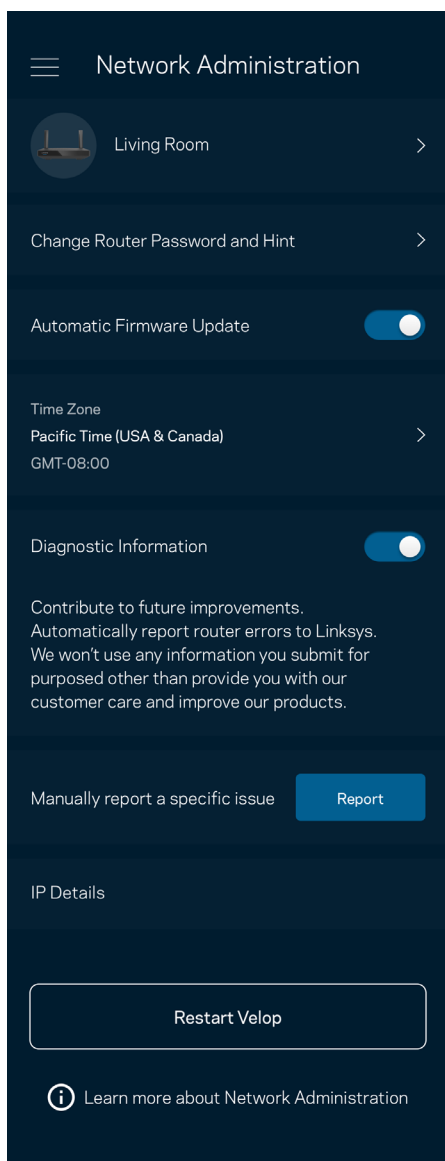 Network Administration
Living Room
Change Router Password and Hint
Automatic Firmware Update
Time Zone
Pacific Time (USA & Canada)
GMT-08:00
Diagnostic Information
Contribute to future improvements.
Automatically report router errors to Linksys.
We won't use any information you submit for
purposed other than provide you with our
customer care and improve our products.
Manually report a specific issue
Report
IP Details
Restart Velop
Learn more about Network Administration